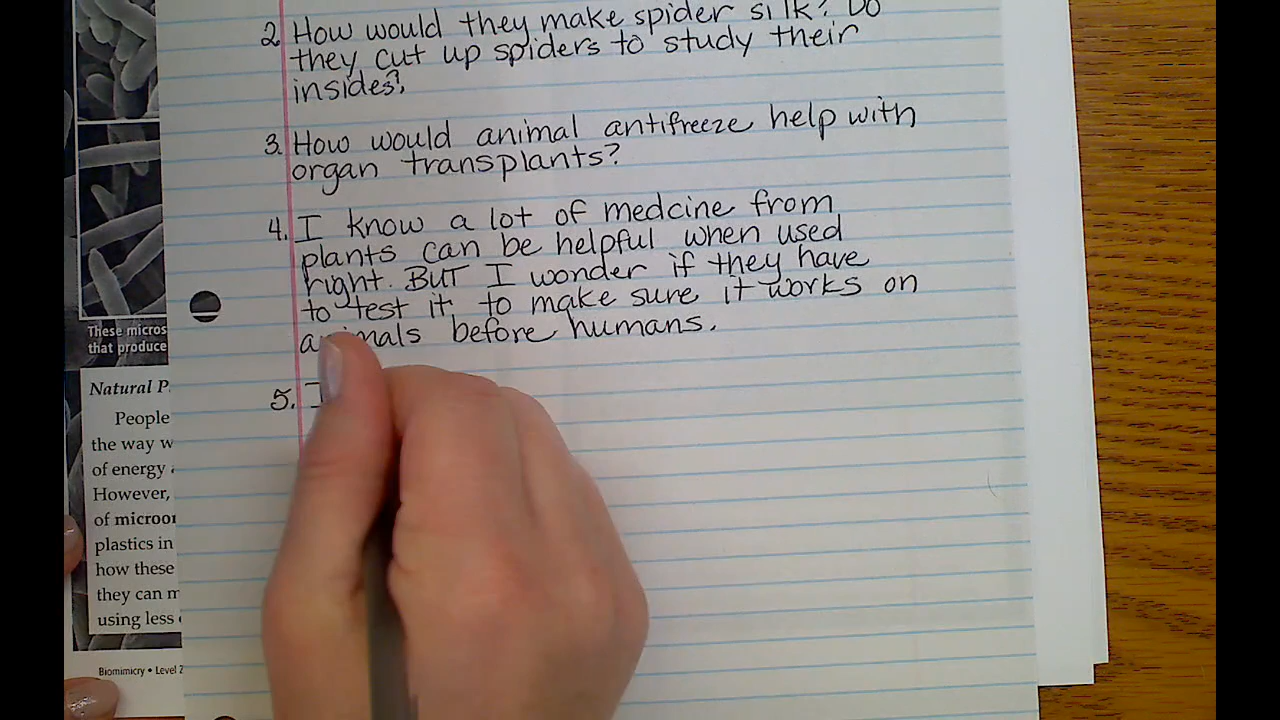 2. How would they make spider silk? Do
they cut up spiders to study their
insides?
3. How would animal antifreeze help with
organ transplants?
4. I know a lot of medcine from
plants can be helpful when used
right. BUT I wonder if they have
to test it to make sure it works on
animals before humans.
5. I
These micros
that produce
Natural P
People
the way w
of energy
However,
of microor
plastics in
how these
they can m
using less
Biomimicry • Level Z